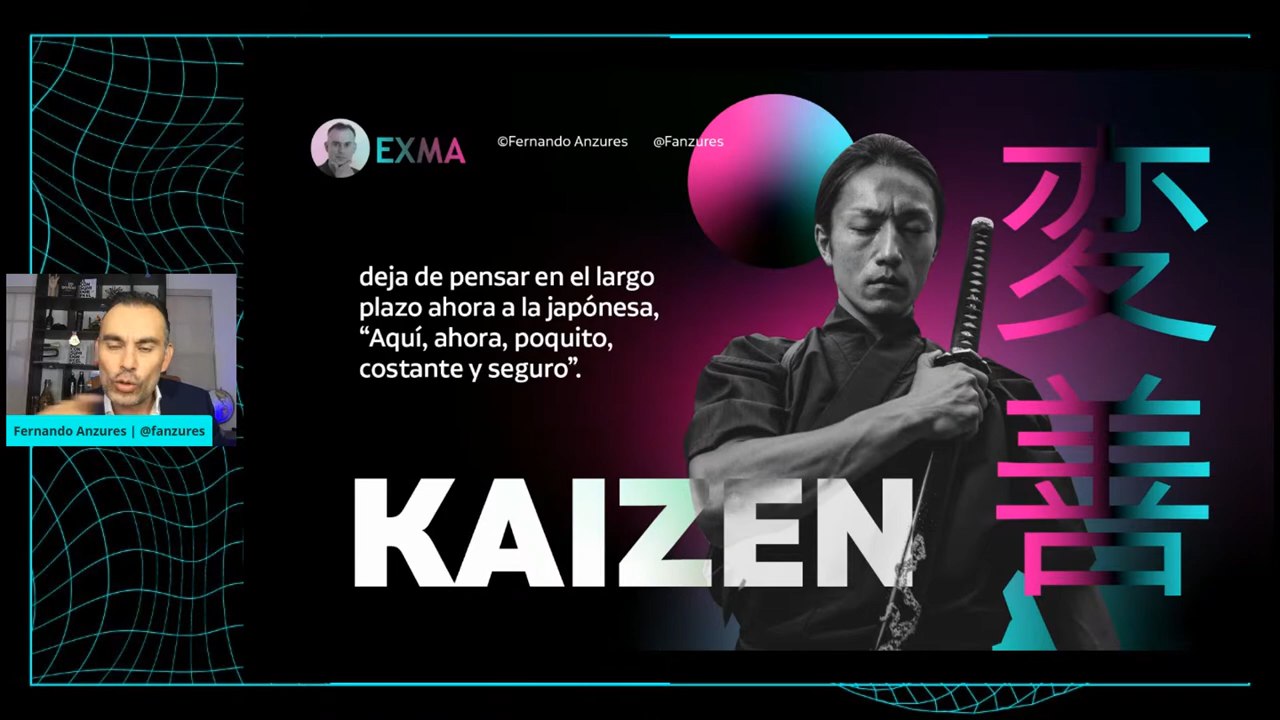 EXMA
©Fernando Anzures
@Fanzures
deja de pensar en el largo
plazo ahora a la japónesa,
“Aquí, ahora, poquito,
costante y seguro”.
KAIZEN
変
善
Fernando Anzures | @fanzures